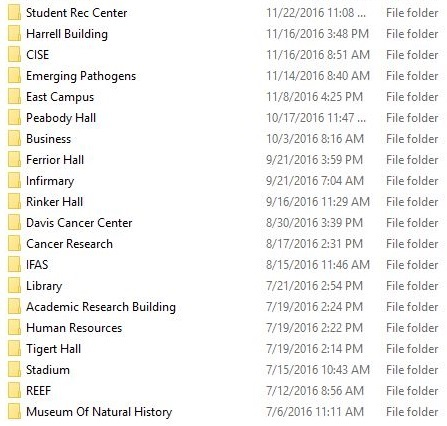 Student Rec Center 11/22/2016 11:08 ... File folder
Harrell Building 11/16/2016 3:48 PM File folder
CISE 11/16/2016 8:51 AM File folder
Emerging Pathogens 11/14/2016 8:40 AM File folder
East Campus 11/8/2016 4:25 PM File folder
Peabody Hall 10/17/2016 11:47 ... File folder
Business 10/3/2016 8:16 AM File folder
Ferrior Hall 9/21/2016 3:59 PM File folder
Infirmary 9/21/2016 7:04 AM File folder
Rinker Hall 9/16/2016 11:29 AM File folder
Davis Cancer Center 8/30/2016 3:39 PM File folder
Cancer Research 8/17/2016 2:31 PM File folder
IFAS 8/15/2016 11:46 AM File folder
Library 7/21/2016 2:54 PM File folder
Academic Research Building 7/19/2016 2:24 PM File folder
Human Resources 7/19/2016 2:22 PM File folder
Tigert Hall 7/19/2016 2:14 PM File folder
Stadium 7/15/2016 10:43 AM File folder
REEF 7/12/2016 8:56 AM File folder
Museum Of Natural History 7/6/2016 11:11 AM File folder